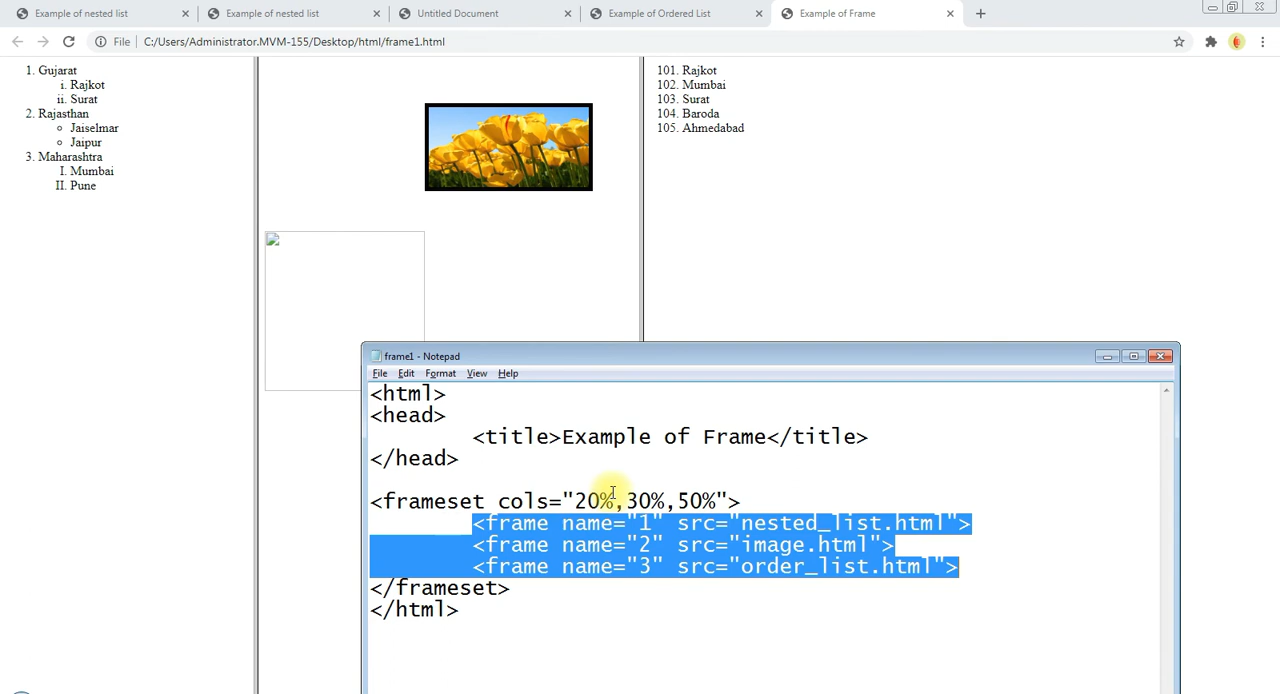 Example of nested list
Example of nested list
Untitled Document
Example of Ordered List
Example of Frame
File
C:/Users/Administrator.MVM-155/Desktop/html/frame1.html
1. Gujarat
i. Rajkot
ii. Surat
2. Rajasthan
Jaiselmar
Jaipur
3. Maharashtra
I. Mumbai
II. Pune
101. Rajkot
102. Mumbai
103. Surat
104. Baroda
105. Ahmedabad
frame1 - Notepad
File Edit Format View Help
<html>
<head>
<title>Example of Frame</title>
</head>
<frameset cols="20%,30%,50%">
<frame name="1" src="nested_list.html">
<frame name="2" src="image.html">
<frame name="3" src="order_list.html">
</frameset>
</html>